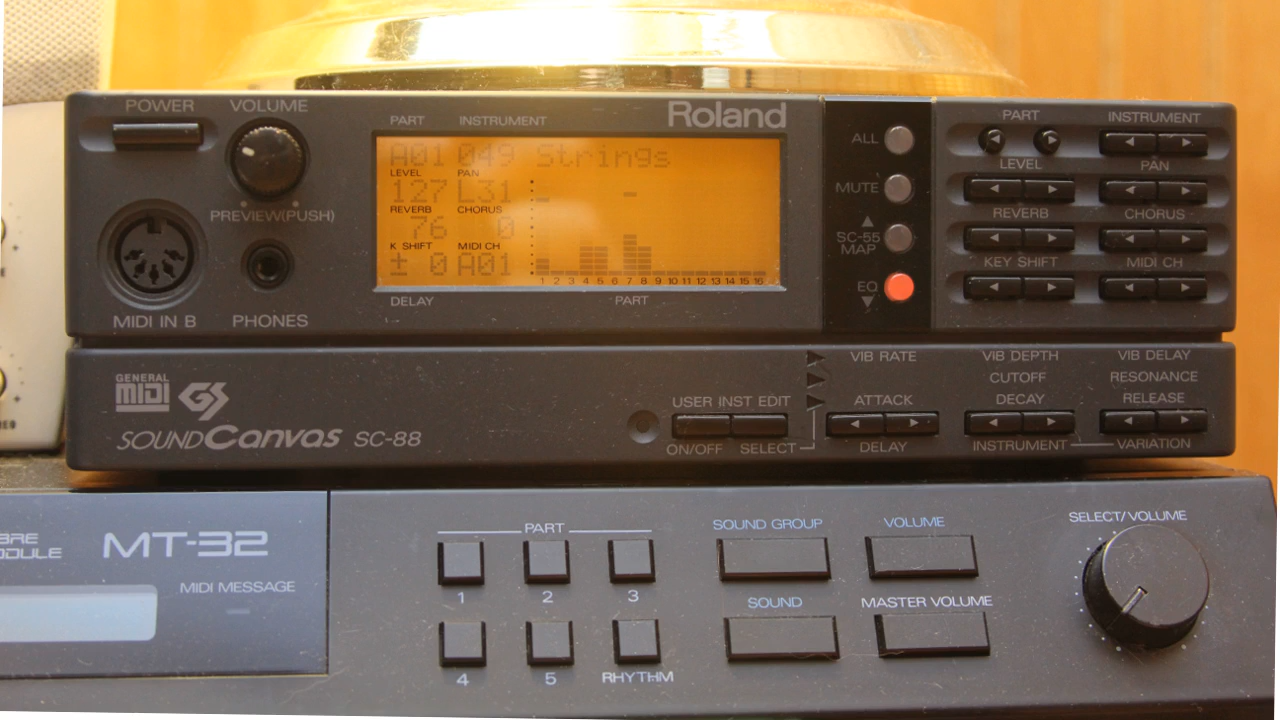 POWER VOLUME
PREVIEW(PUSH)
MIDI IN B PHONES
PART INSTRUMENT Roland
A01 049 Strings
LEVEL PAN
127 L31
REVERB CHORUS
76 0
K SHIFT MIDI CH
± 0 A01
1 2 3 4 5 6 7 8 9 10 11 12 13 14 15 16
DELAY PART
ALL
MUTE
SC-55
MAP
EQ
PART INSTRUMENT
LEVEL PAN
REVERB CHORUS
KEY SHIFT MIDI CH
GENERAL
MIDI GS
SOUND Canvas SC-88
USER INST EDIT
ON/OFF SELECT
VIB RATE VIB DEPTH VIB DELAY
CUTOFF RESONANCE
ATTACK DECAY RELEASE
DELAY INSTRUMENT VARIATION
MT-32
MIDI MESSAGE
PART
1 2 3
4 5 RHYTHM
SOUND GROUP VOLUME
SOUND MASTER VOLUME
SELECT/VOLUME